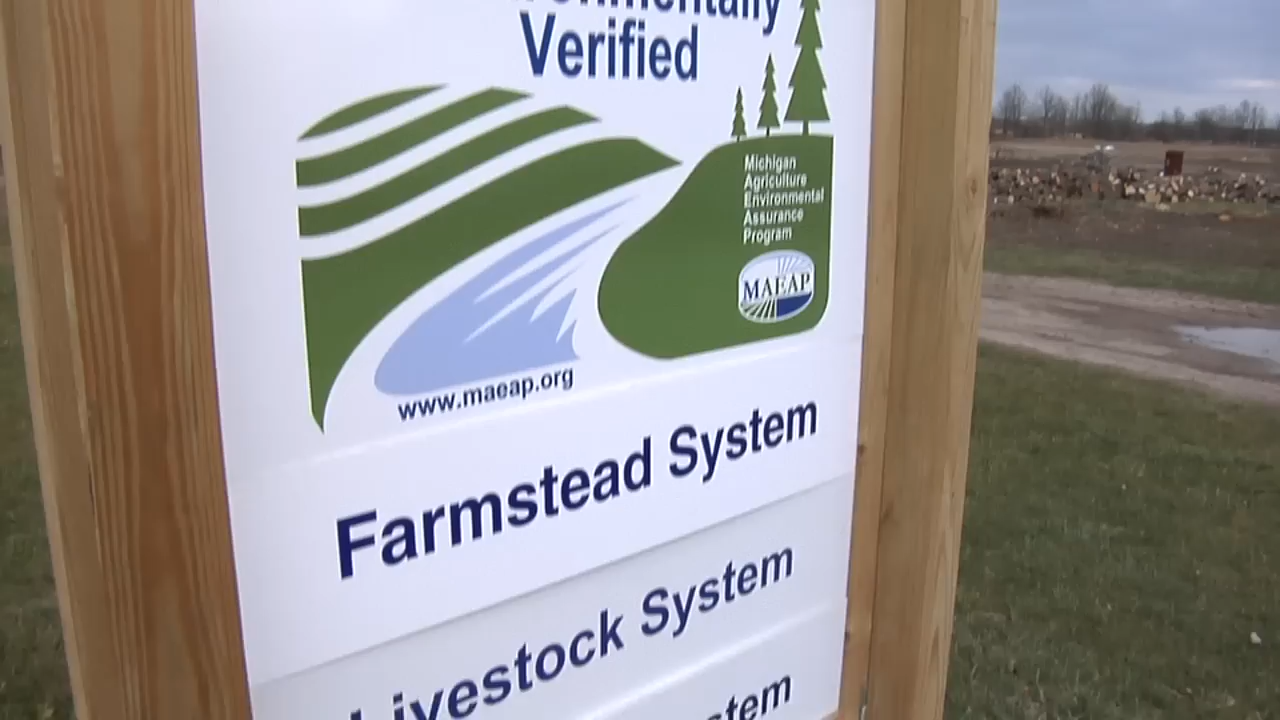 Verified
Michigan
Agriculture
Environmental
Assurance
Program
MAEAP
www.maeap.org
Farmstead System
Livestock System